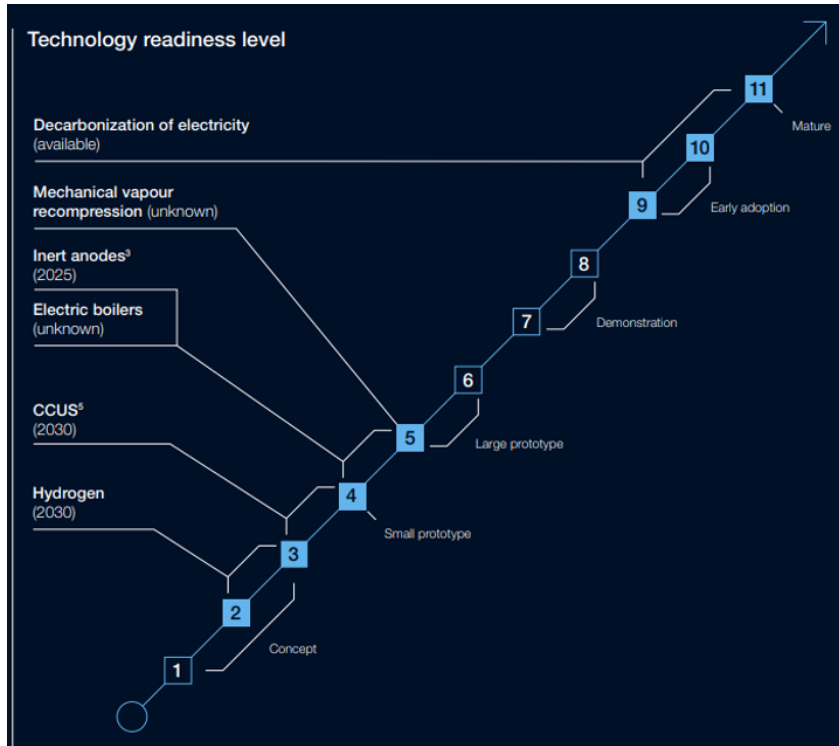 Technology readiness level
11
Mature
Decarbonization of electricity
(available)
10
Mechanical vapour
recompression (unknown)
9
Early adoption
Inert anodes³
(2025)
8
Electric boilers
(unknown)
7
Demonstration
6
CCUS⁵
(2030)
5
Large prototype
Hydrogen
(2030)
4
Small prototype
3
2
Concept
1